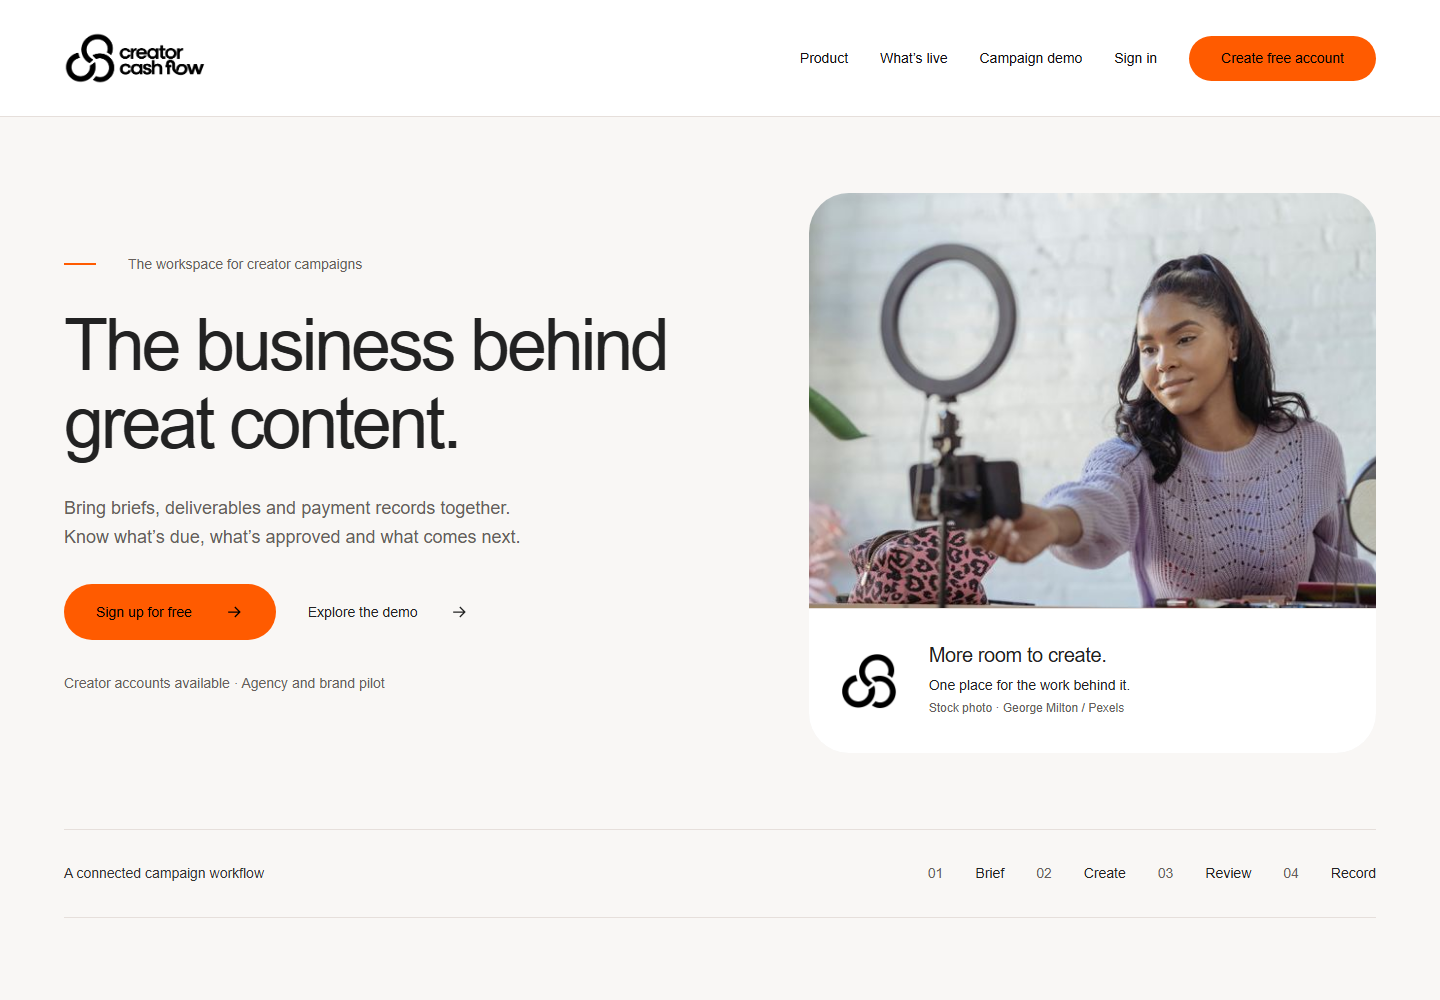 creator
cash flow
Product
What's live
Campaign demo
Sign in
Create free account
The workspace for creator campaigns
The business behind
great content.
Bring briefs, deliverables and payment records together.
Know what's due, what's approved and what comes next.
Sign up for free
Explore the demo
Creator accounts available · Agency and brand pilot
More room to create.
One place for the work behind it.
Stock photo · George Milton / Pexels
A connected campaign workflow
01 Brief 02 Create 03 Review 04 Record